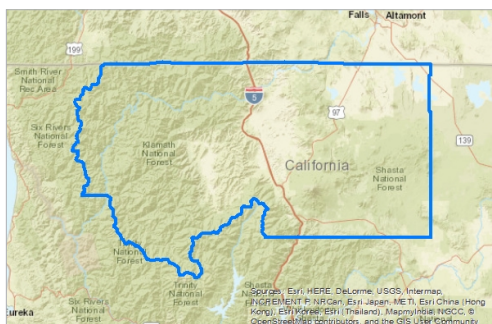 Falls Altamont
199
Smith River
National
Rec Area
5
97
Six Rivers
National
Forest
Klamath
National
Forest
California
139
Shasta
National
Forest
National
Forest
Trinity
National
Forest
Six Rivers
National
Forest
Sources: Esri, HERE, DeLorme, USGS, Intermap,
INCREMENT P, NRCan, Esri Japan, METI, Esri China (Hong
Kong), Esri Korea, Esri (Thailand), MapmyIndia, NGCC, ©
OpenStreetMap contributors, and the GIS User Community